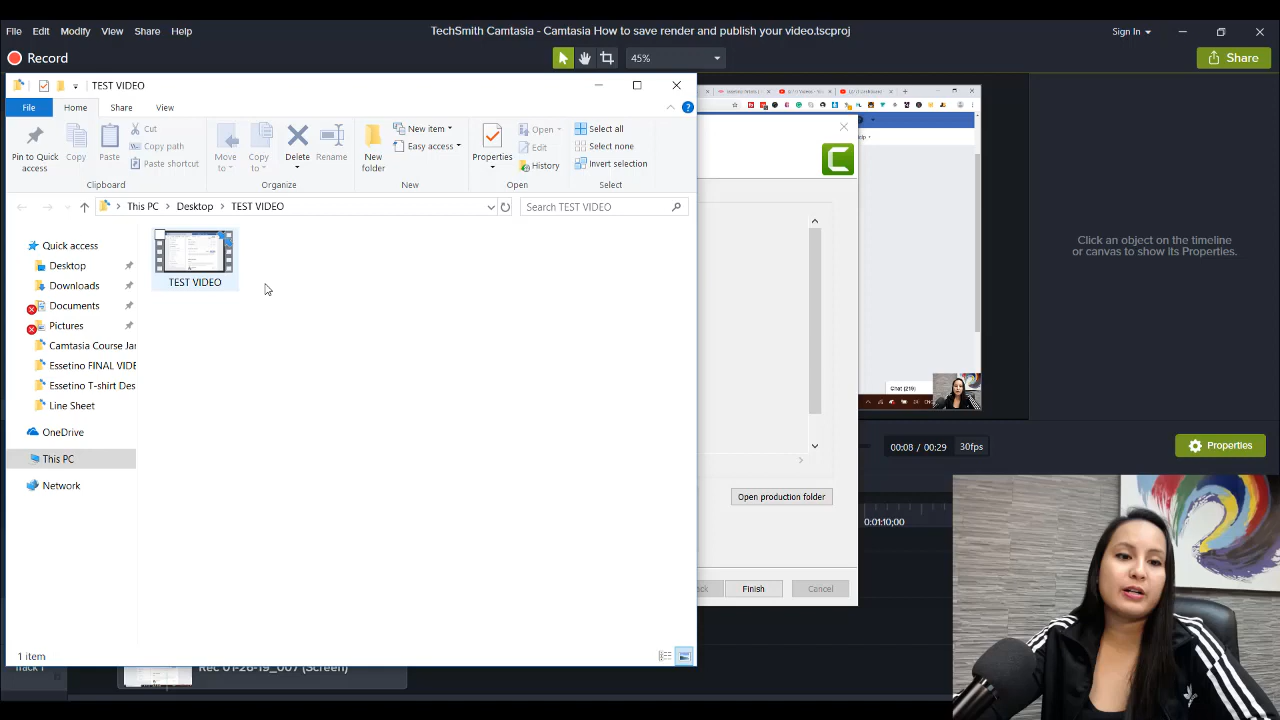 TechSmith Camtasia - Camtasia How to save render and publish your video.tscproj
File Edit Modify View Share Help
Sign In
Record
45%
Share
TEST VIDEO
File Home Share View
Pin to Quick access
Copy
Paste
Cut
Copy path
Paste shortcut
Clipboard
Move to
Copy to
Delete
Rename
Organize
New folder
New item
Easy access
New
Properties
Open
Edit
History
Open
Select all
Select none
Invert selection
Select
This PC > Desktop > TEST VIDEO
Search TEST VIDEO
Quick access
Desktop
Downloads
Documents
Pictures
Camtasia Course Jar
Essetino FINAL VIDE
Essetino T-shirt Des
Line Sheet
OneDrive
This PC
Network
TEST VIDEO
1 item
Open production folder
Finish
Cancel
Click an object on the timeline
or canvas to show its Properties.
Chat (219)
00:08 / 00:29 30fps
Properties
0:01:10;00
Track 1
Rec 01-26-19_007 (Screen)